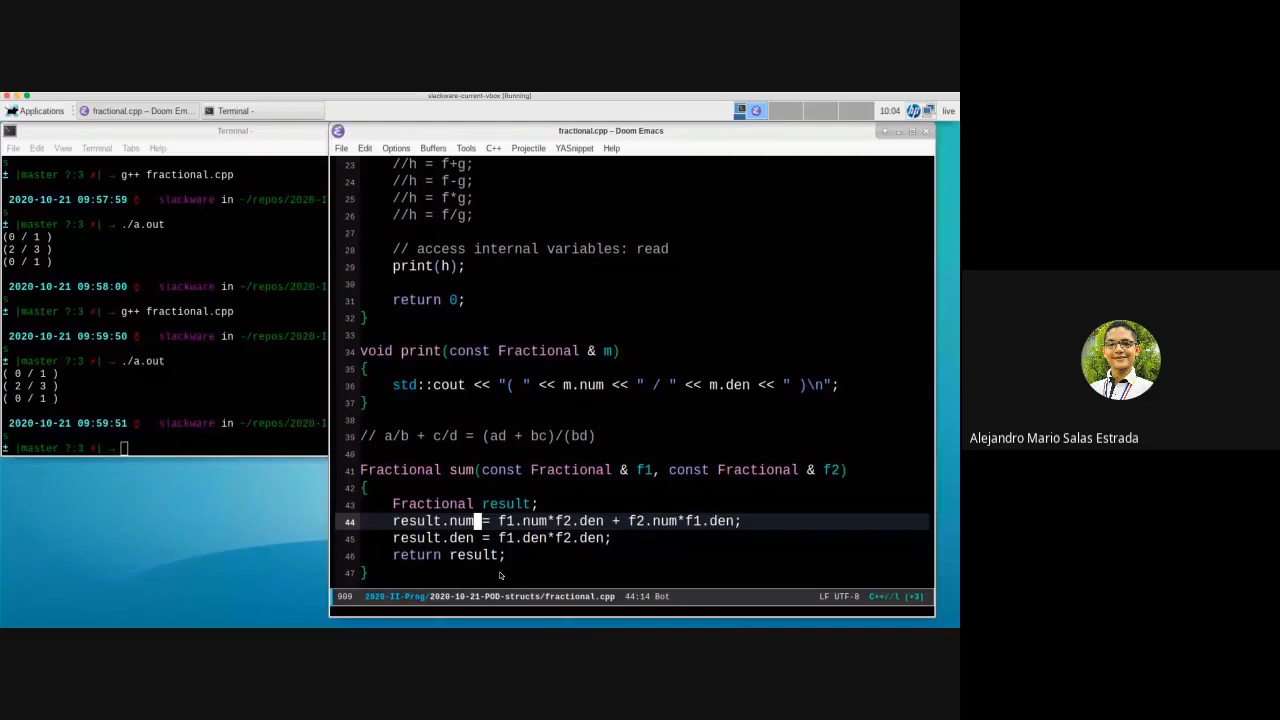 slackware-current-vbox [Running]
Applications
fractional.cpp – Doom Em...
Terminal -
10.04
live
Terminal -
File Edit View Terminal Tabs Help
s
± |master ?:3 ✗| → g++ fractional.cpp
2020-10-21 09:57:59 slackware in ~/repos/2020-I
s
± |master ?:3 ✗| → ./a.out
(0 / 1 )
(2 / 3 )
(0 / 1 )
2020-10-21 09:58:00 slackware in ~/repos/2020-I
s
± |master ?:3 ✗| → g++ fractional.cpp
2020-10-21 09:59:50 slackware in ~/repos/2020-I
s
± |master ?:3 ✗| → ./a.out
( 0 / 1 )
( 2 / 3 )
( 0 / 1 )
2020-10-21 09:59:51 slackware in ~/repos/2020-I
s
± |master ?:3 ✗| →
fractional.cpp – Doom Emacs
File Edit Options Buffers Tools C++ Projectile YASnippet Help
23 //h = f+g;
24 //h = f-g;
25 //h = f*g;
26 //h = f/g;
27
28 // access internal variables: read
29 print(h);
30
31 return 0;
32 }
33
34 void print(const Fractional & m)
35 {
36 std::cout << "( " << m.num << " / " << m.den << " )\n";
37 }
38
39 // a/b + c/d = (ad + bc)/(bd)
40
41 Fractional sum(const Fractional & f1, const Fractional & f2)
42 {
43 Fractional result;
44 result.num = f1.num*f2.den + f2.num*f1.den;
45 result.den = f1.den*f2.den;
46 return result;
47 }
909 2020-II-Prog/2020-10-21-POD-structs/fractional.cpp 44:14 Bot LF UTF-8 C++//l (+3)
Alejandro Mario Salas Estrada